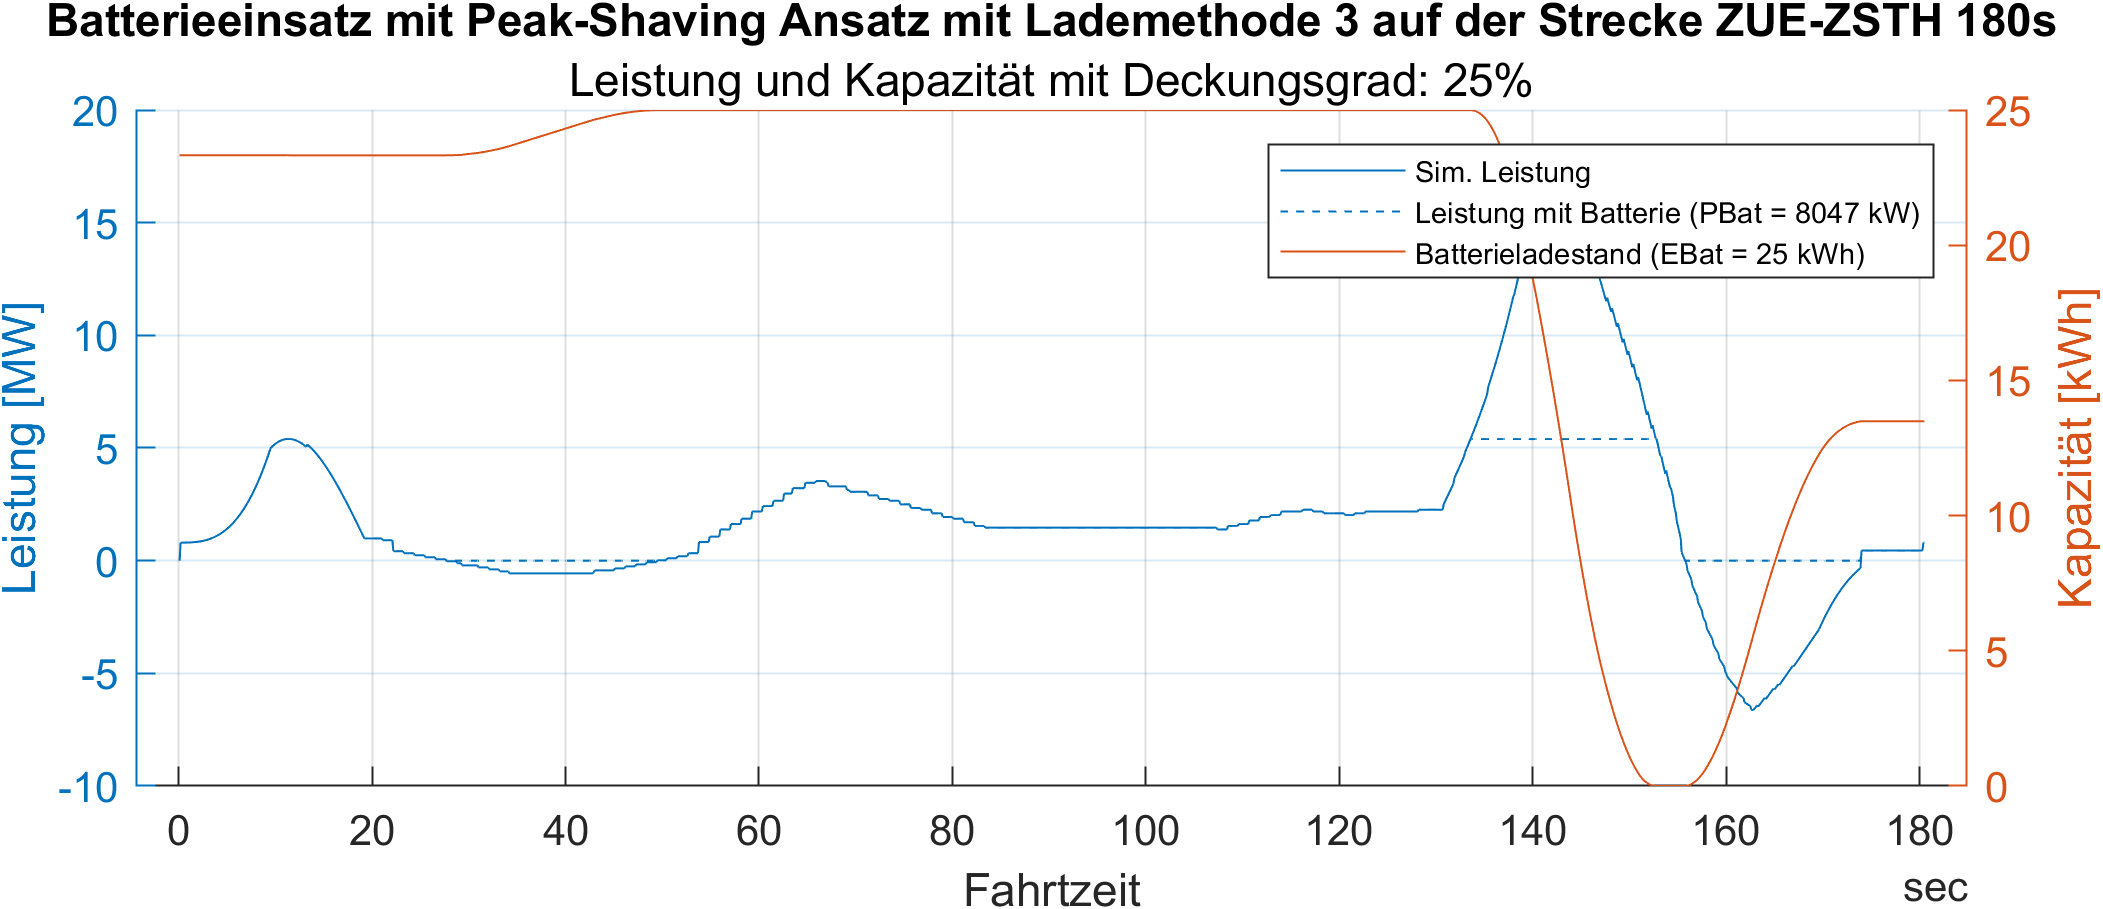 Batterieeinsatz mit Peak-Shaving Ansatz mit Lademethode 3 auf der Strecke ZUE-ZSTH 180s
Leistung und Kapazität mit Deckungsgrad: 25%
Leistung [MW]
20
15
10
5
0
-5
-10
Sim. Leistung
Leistung mit Batterie (PBat = 8047 kW)
Batterieladestand (EBat = 25 kWh)
25
20
15
10
5
0
Kapazität [kWh]
0 20 40 60 80 100 120 140 160 180
Fahrtzeit
sec